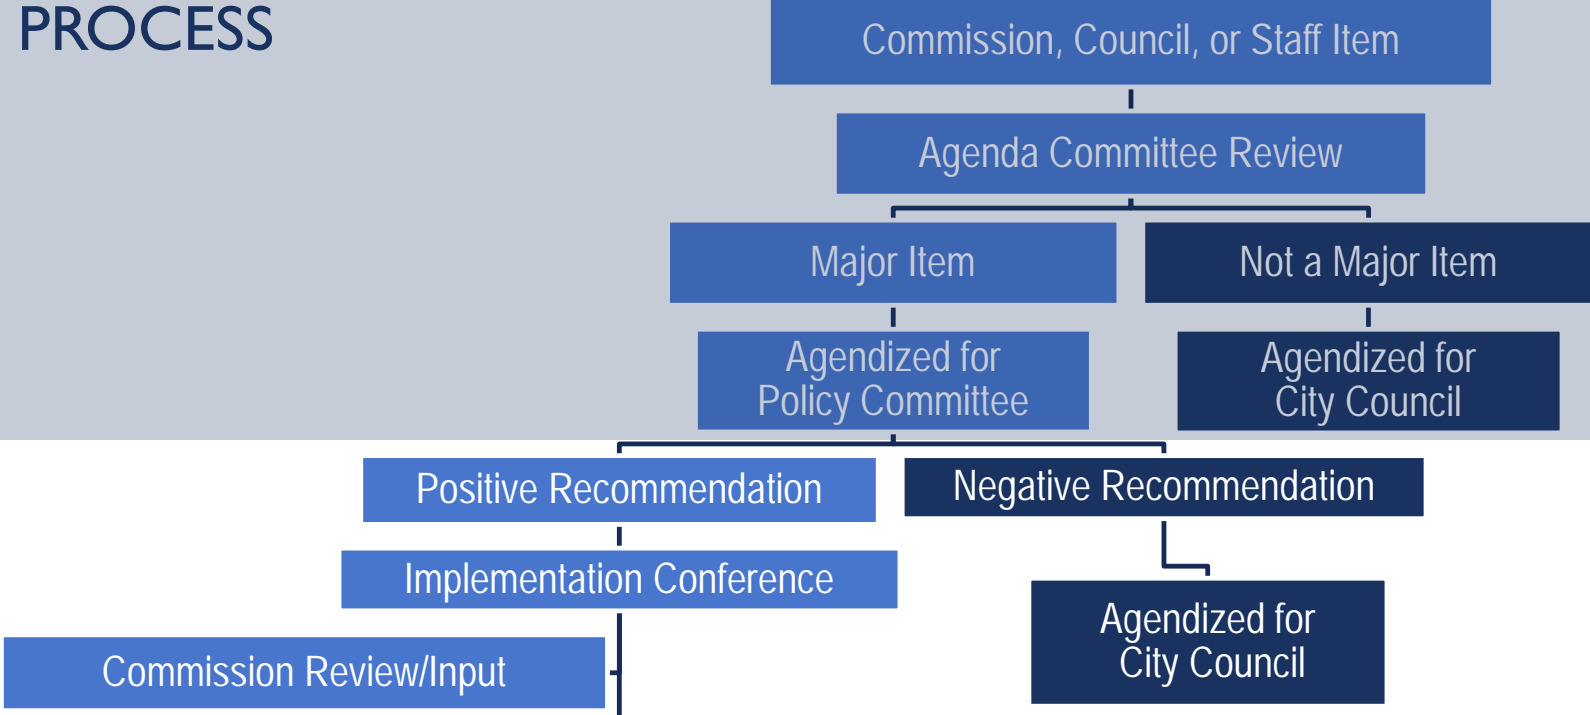 PROCESS
Commission, Council, or Staff Item
Agenda Committee Review
Major Item
Not a Major Item
Agendized for
Policy Committee
Agendized for
City Council
Positive Recommendation
Negative Recommendation
Implementation Conference
Agendized for
City Council
Commission Review/Input